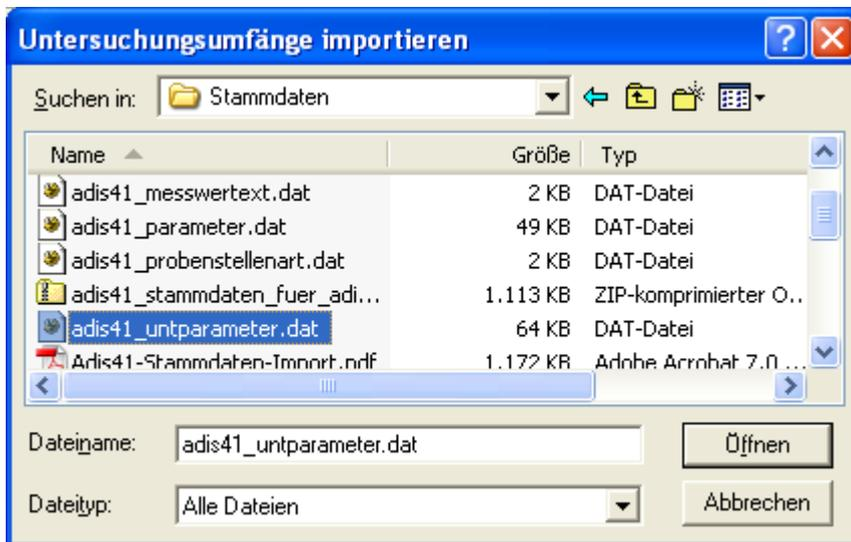 Untersuchungsumfänge importieren
Suchen in: Stammdaten
Name Größe Typ
adis41_messwertext.dat 2 KB DAT-Datei
adis41_parameter.dat 49 KB DAT-Datei
adis41_probenstellenart.dat 2 KB DAT-Datei
adis41_stammdaten_fuer_adi... 1.113 KB ZIP-komprimierter O...
adis41_untparameter.dat 64 KB DAT-Datei
Adis41-Stammdaten-Import.pdf 1.172 KB Adobe Acrobat 7.0 ...
Dateiname: adis41_untparameter.dat Öffnen
Dateityp: Alle Dateien Abbrechen